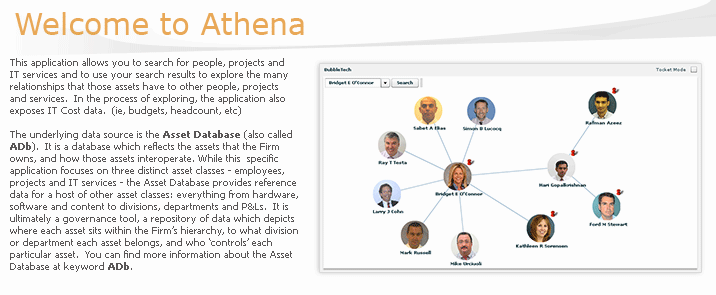 Welcome to Athena
This application allows you to search for people, projects and
IT services and to use your search results to explore the many
relationships that those assets have to other people, projects
and services.  In the process of exploring, the application also
exposes IT Cost data.  (ie, budgets, headcount, etc)
The underlying data source is the Asset Database (also called
ADb).  It is a database which reflects the assets that the Firm
owns, and how those assets interoperate. While this  specific
application focuses on three distinct asset classes - employees,
projects and IT services - the Asset Database provides reference
data for a host of other asset classes: everything from hardware,
software and content to divisions, departments and P&Ls.  It is
ultimately a governance tool, a repository of data which depicts
where each asset sits within the Firm's hierarchy, to what division
or department each asset belongs, and who 'controls' each
particular asset.  You can find more information about the Asset
Database at keyword ADb.
BubbleTech
Ticket Mode
Bridget E O'Connor
Search
Sabet A Elias
Simon B Lucocq
Rafman Azeez
Ray T Testa
Bridget E O'Connor
Hari Gopalkrishnan
Larry J Cohn
Ford N Stewart
Kathleen R Sorensen
Mark Russell
Mike Orciuoli